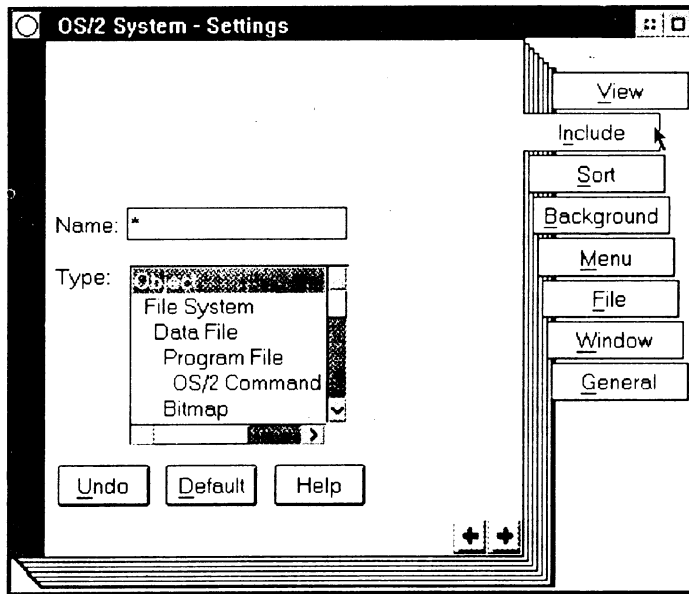 OS/2 System - Settings
View
Include
Sort
Background
Menu
File
Window
General
Name: *
Type: Object
File System
Data File
Program File
OS/2 Command
Bitmap
Undo Default Help